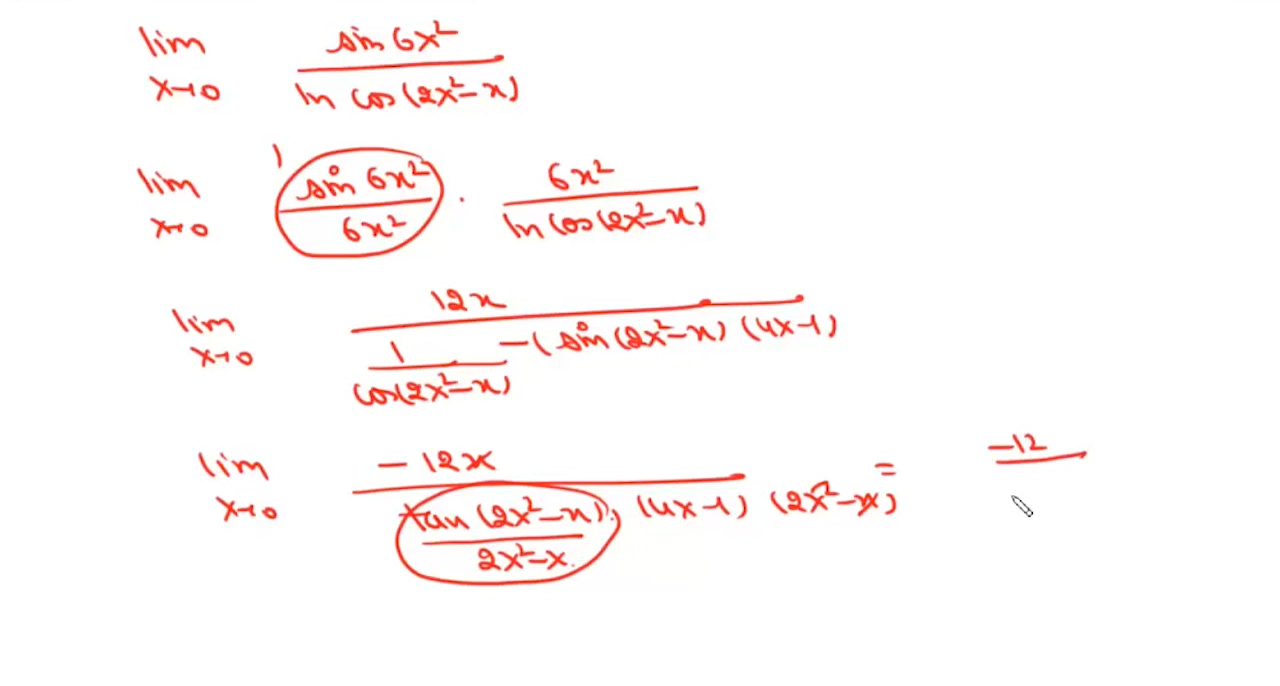 lim x→0 sin 6x² / ln cos(2x²-x)
1
lim x→0 sin 6x² / 6x² · 6x² / ln cos(2x²-x)
lim x→0 12x / 1 / cos(2x²-x) -(sin(2x²-x) (4x-1)
lim x→0 -12x / tan(2x²-x) / 2x²-x · (4x-1) (2x²-x) = -12